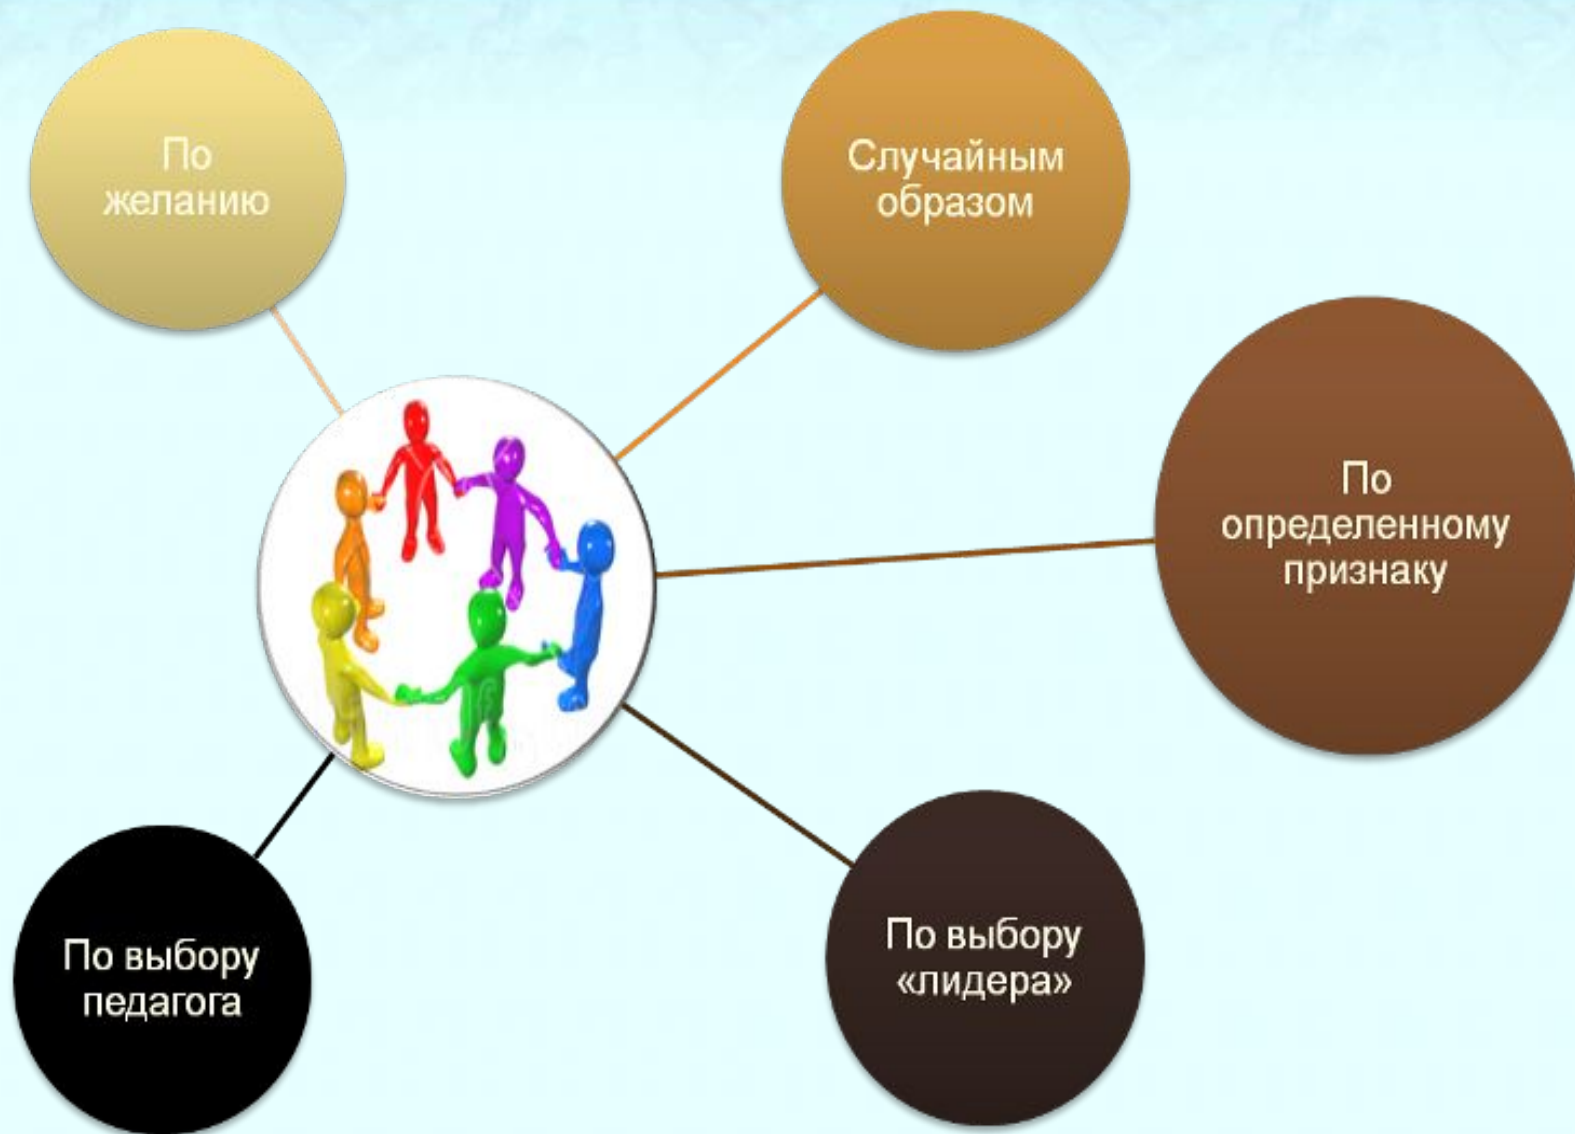 По
желанию
Случайным
образом
По
определенному
признаку
По выбору
«лидера»
По выбору
педагога